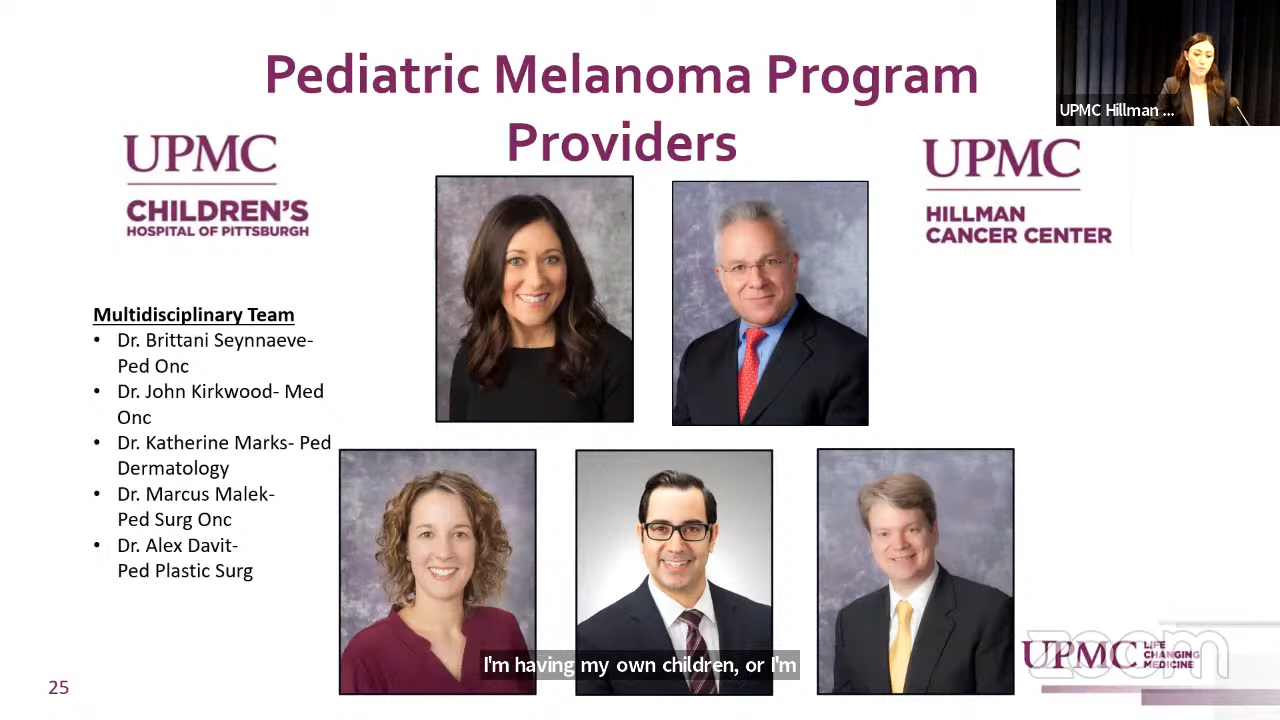 Pediatric Melanoma Program
Providers
UPMC Hillman ...
UPMC
CHILDREN'S
HOSPITAL OF PITTSBURGH
UPMC
HILLMAN
CANCER CENTER
Multidisciplinary Team
• Dr. Brittani Seynnaeve-
Ped Onc
• Dr. John Kirkwood- Med
Onc
• Dr. Katherine Marks- Ped
Dermatology
• Dr. Marcus Malek-
Ped Surg Onc
• Dr. Alex Davit-
Ped Plastic Surg
I'm having my own children, or I'm
UPMC LIFE
CHANGING
MEDICINE
zoom
25